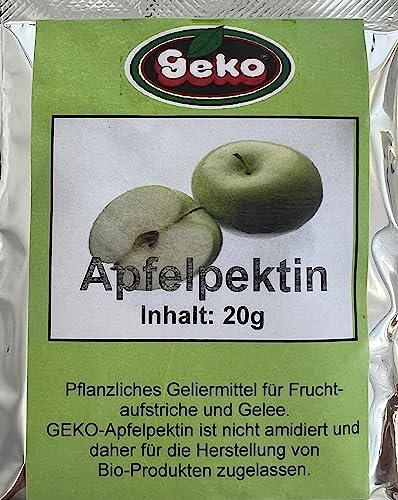 Geko
Apfelpektin
Inhalt: 20g
Pflanzliches Geliermittel für Frucht-
aufstriche und Gelee.
GEKO-Apfelpektin ist nicht amidiert und
daher für die Herstellung von
Bio-Produkten zugelassen.